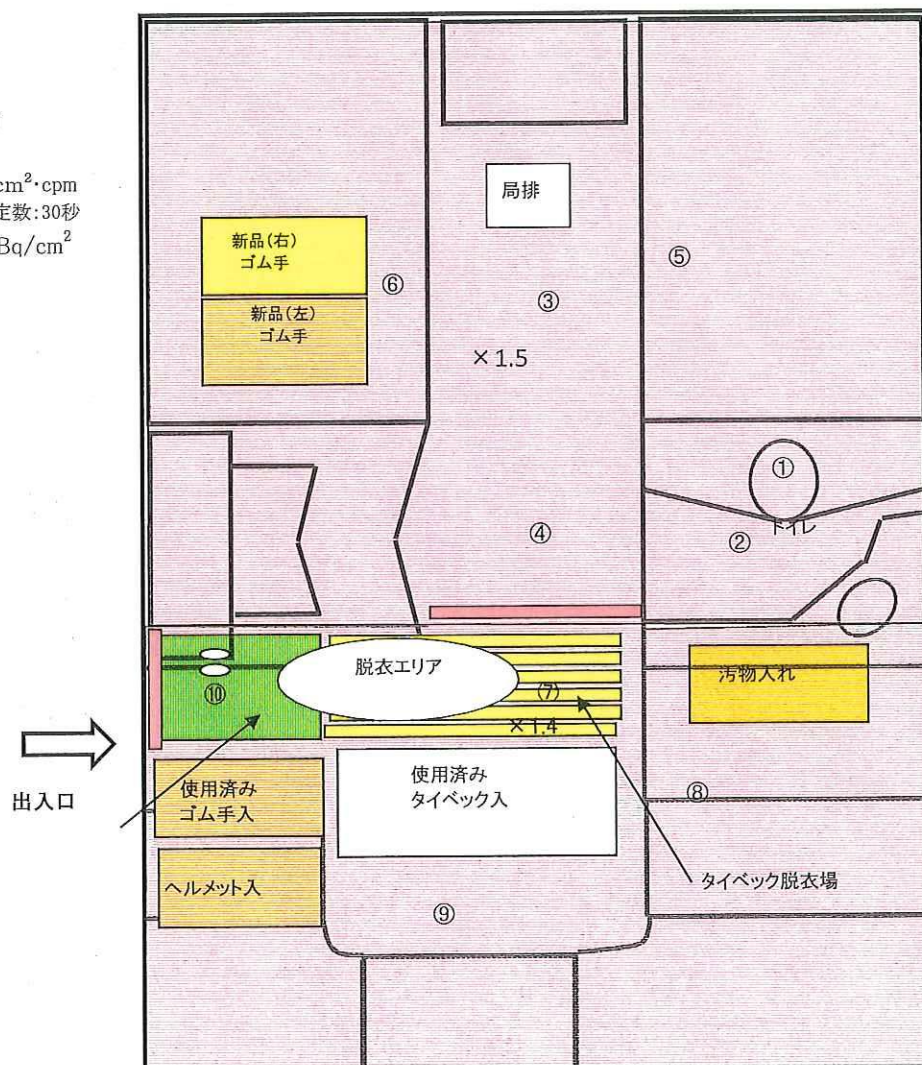 cm²・cpm
定数:30秒
Bq/cm²
局排
新品(右)
ゴム手
新品(左)
ゴム手
⑥
③
⑤
×1.5
①
トイレ
②
④
脱衣エリア
⑩
(7)
×1.4
汚物入れ
出入口
使用済み
ゴム手入
使用済み
タイベック入
⑧
ヘルメット入
タイベック脱衣場
⑨